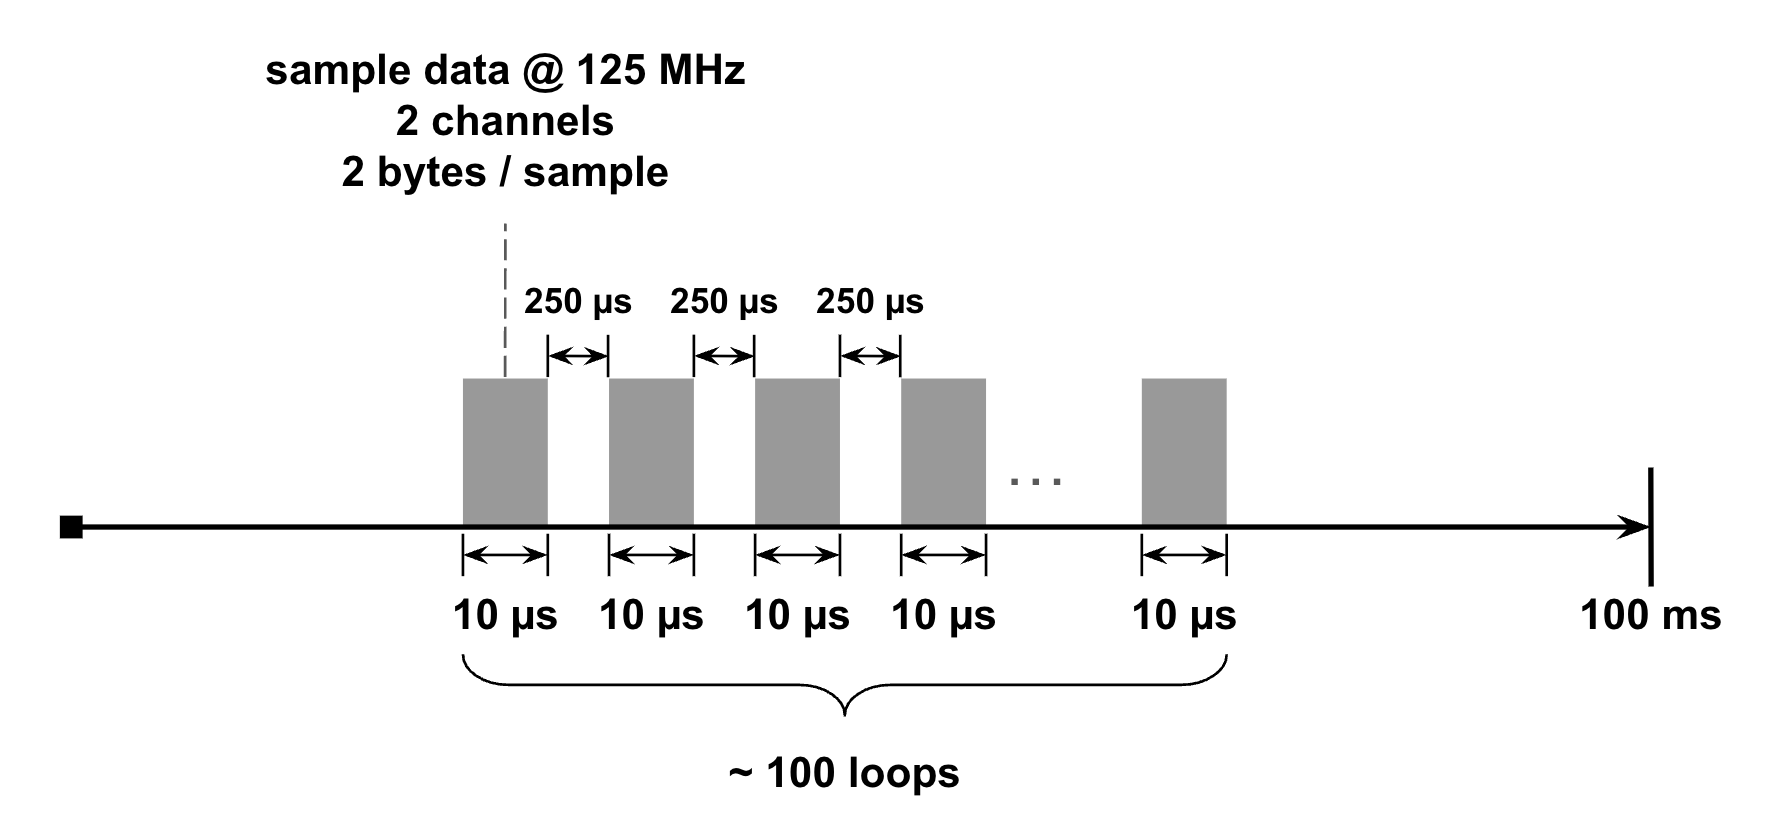 sample data @ 125 MHz
2 channels
2 bytes / sample
250 µs 250 µs 250 µs
. . .
10 µs 10 µs 10 µs 10 µs 10 µs 100 ms
~ 100 loops